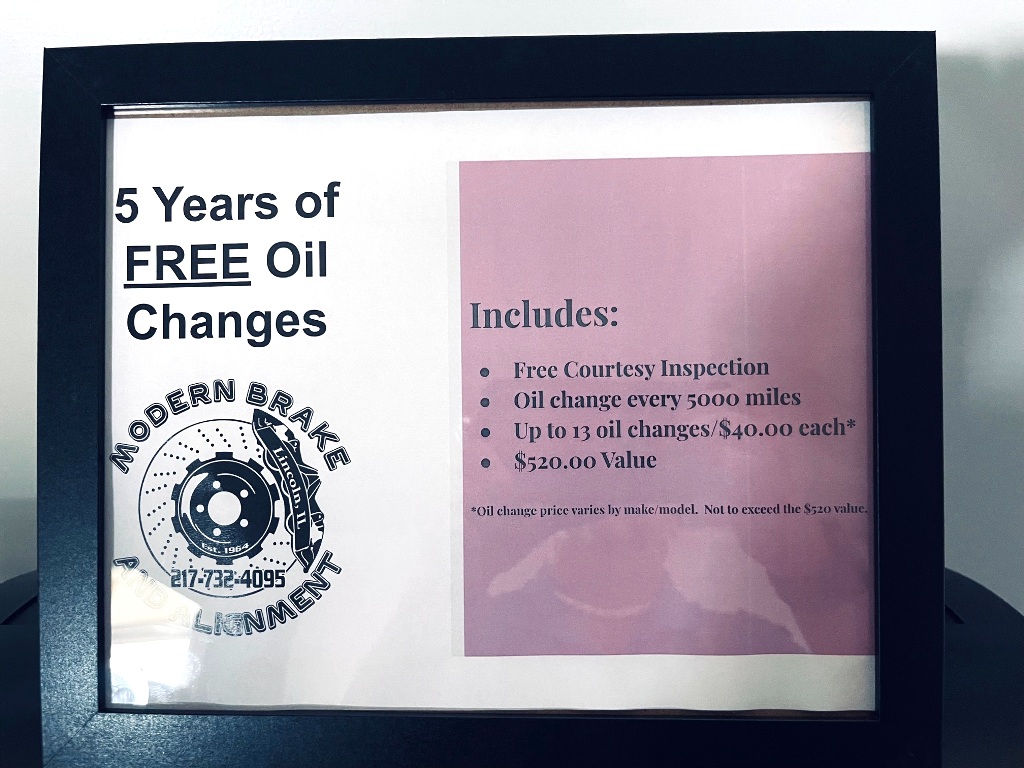 5 Years of
FREE Oil
Changes
MODERN BRAKE
Lincoln, IL
Est. 1964
217-732-4095
AND ALIGNMENT
Includes:
• Free Courtesy Inspection
• Oil change every 5000 miles
• Up to 13 oil changes/$40.00 each*
• $520.00 Value
*Oil change price varies by make/model. Not to exceed the $520 value.